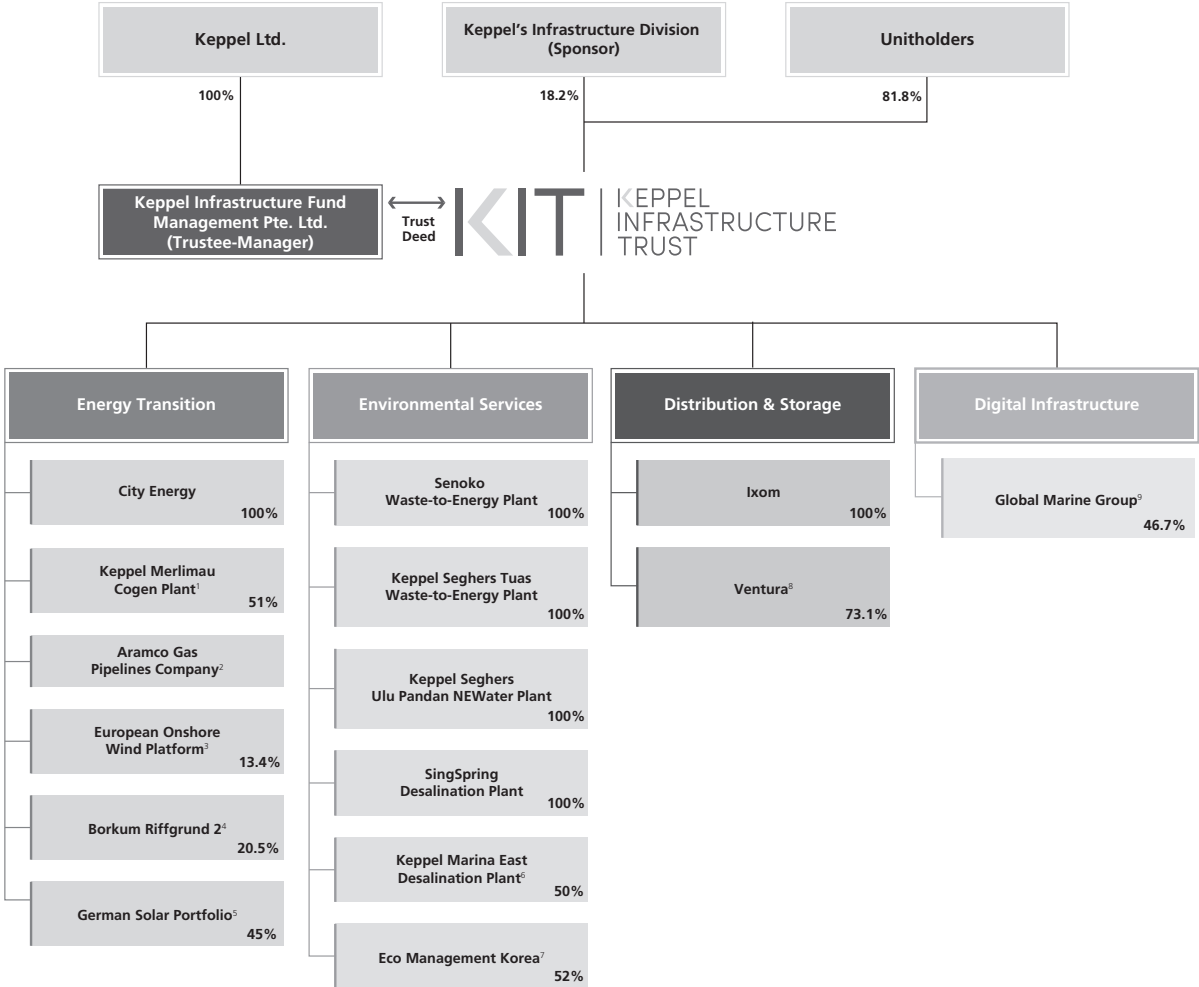 Keppel Ltd.
Keppel's Infrastructure Division
(Sponsor)
Unitholders
100%
18.2%
81.8%
Keppel Infrastructure Fund
Management Pte. Ltd.
(Trustee-Manager)
Trust
Deed
KIT
KEPPEL
INFRASTRUCTURE
TRUST
Energy Transition
Environmental Services
Distribution & Storage
Digital Infrastructure
City Energy
100%
Keppel Merlimau
Cogen Plant¹
51%
Aramco Gas
Pipelines Company²
European Onshore
Wind Platform³
13.4%
Borkum Riffgrund 2⁴
20.5%
German Solar Portfolio⁵
45%
Senoko
Waste-to-Energy Plant
100%
Keppel Seghers Tuas
Waste-to-Energy Plant
100%
Keppel Seghers
Ulu Pandan NEWater Plant
100%
SingSpring
Desalination Plant
100%
Keppel Marina East
Desalination Plant⁶
50%
Eco Management Korea⁷
52%
Ixom
100%
Ventura⁸
73.1%
Global Marine Group⁹
46.7%